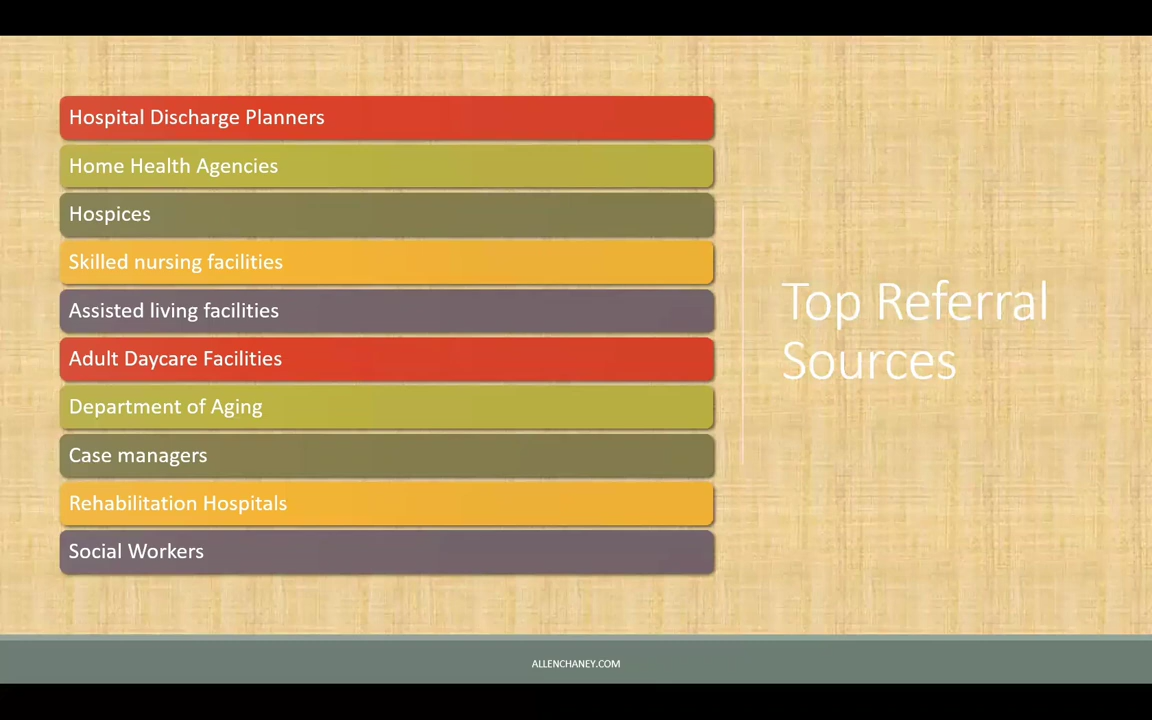 Hospital Discharge Planners
Home Health Agencies
Hospices
Skilled nursing facilities
Assisted living facilities
Adult Daycare Facilities
Department of Aging
Case managers
Rehabilitation Hospitals
Social Workers
Top Referral
Sources
ALLENCHANEY.COM